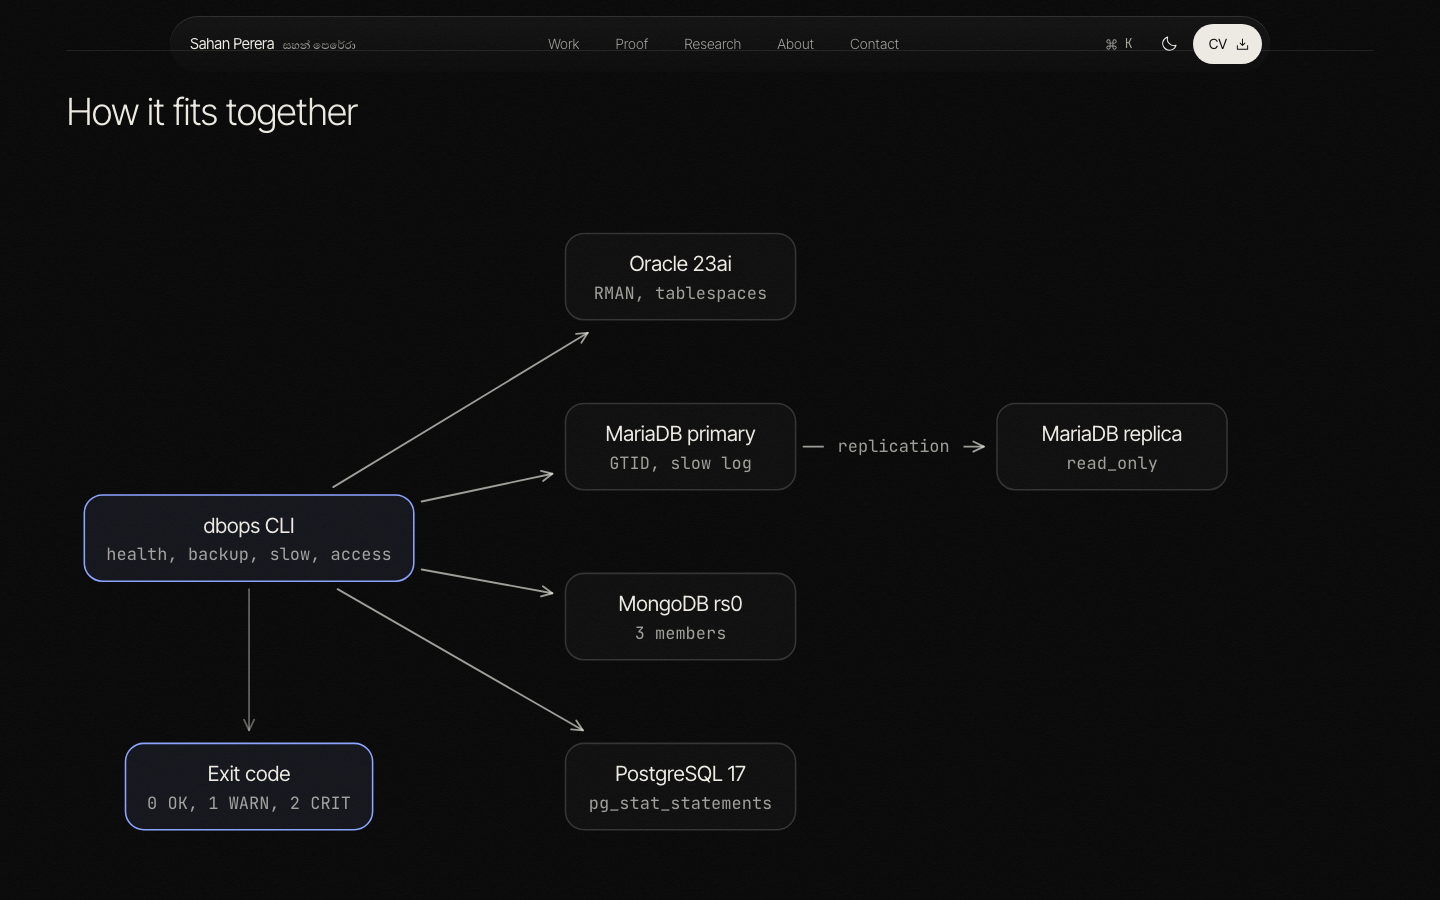 Sahan Perera සහන් පෙරේරා
Work Proof Research About Contact
⌘ K
CV
How it fits together
Oracle 23ai
RMAN, tablespaces
MariaDB primary
GTID, slow log
replication
MariaDB replica
read_only
dbops CLI
health, backup, slow, access
MongoDB rs0
3 members
Exit code
0 OK, 1 WARN, 2 CRIT
PostgreSQL 17
pg_stat_statements